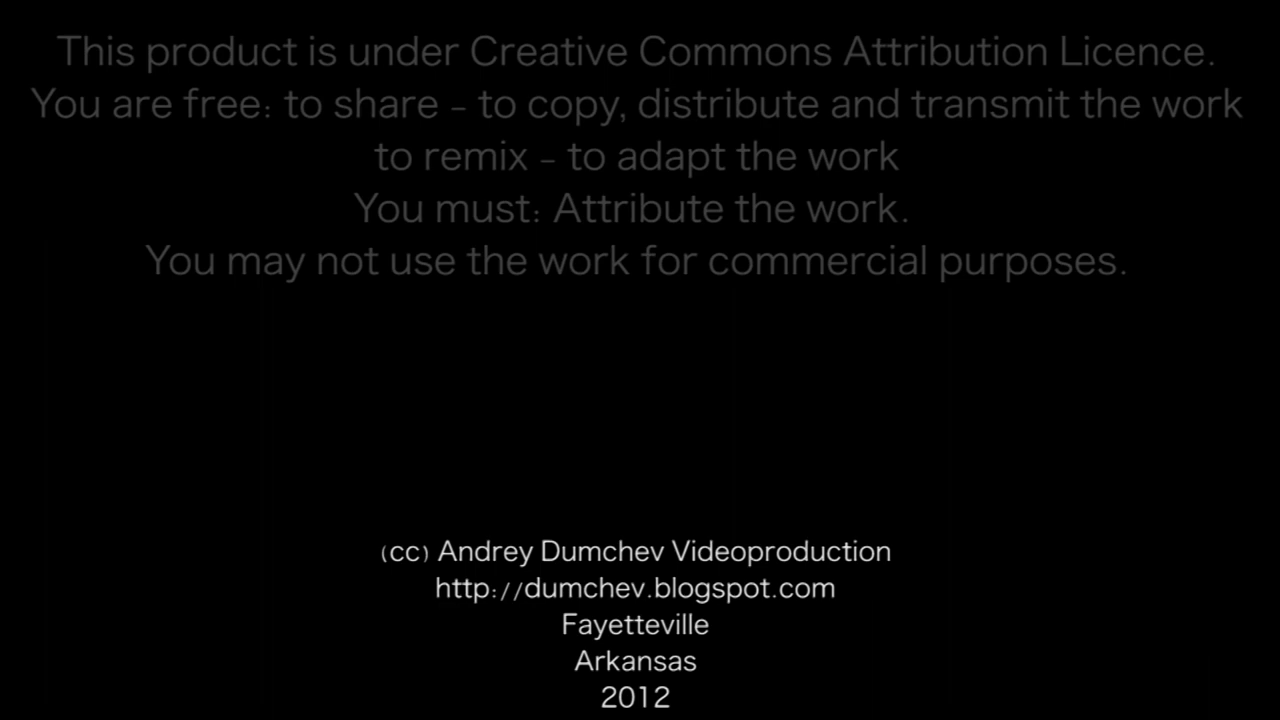 This product is under Creative Commons Attribution Licence.
You are free: to share – to copy, distribute and transmit the work
to remix – to adapt the work
You must: Attribute the work.
You may not use the work for commercial purposes.
(cc) Andrey Dumchev Videoproduction
http://dumchev.blogspot.com
Fayetteville
Arkansas
2012